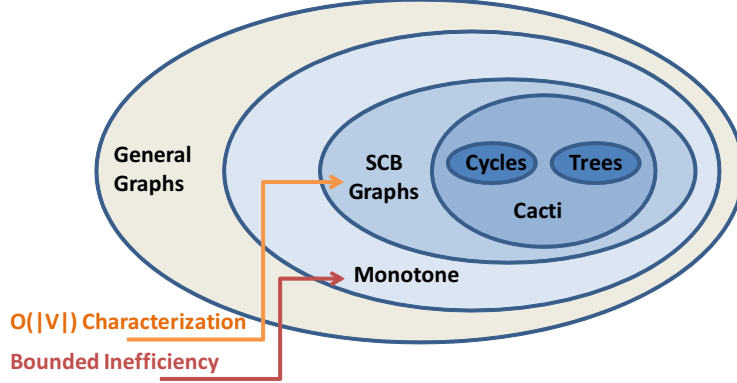 General
Graphs
SCB
Graphs
Cycles
Trees
Cacti
Monotone
O(|V|) Characterization
Bounded Inefficiency